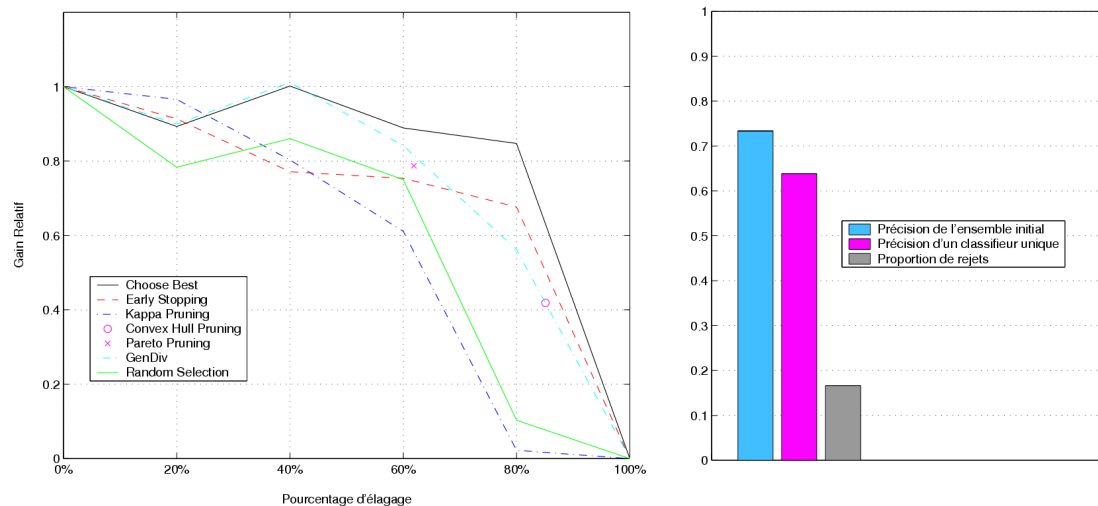 1
0.8
0.6
0.4
0.2
0
Gain Relatif
Choose Best
Early Stopping
Kappa Pruning
Convex Hull Pruning
Pareto Pruning
GenDiv
Random Selection
0% 20% 40% 60% 80% 100%
Pourcentage d'élagage
1
0.9
0.8
0.7
0.6
0.5
0.4
0.3
0.2
0.1
0
Précision de l'ensemble initial
Précision d'un classifieur unique
Proportion de rejets